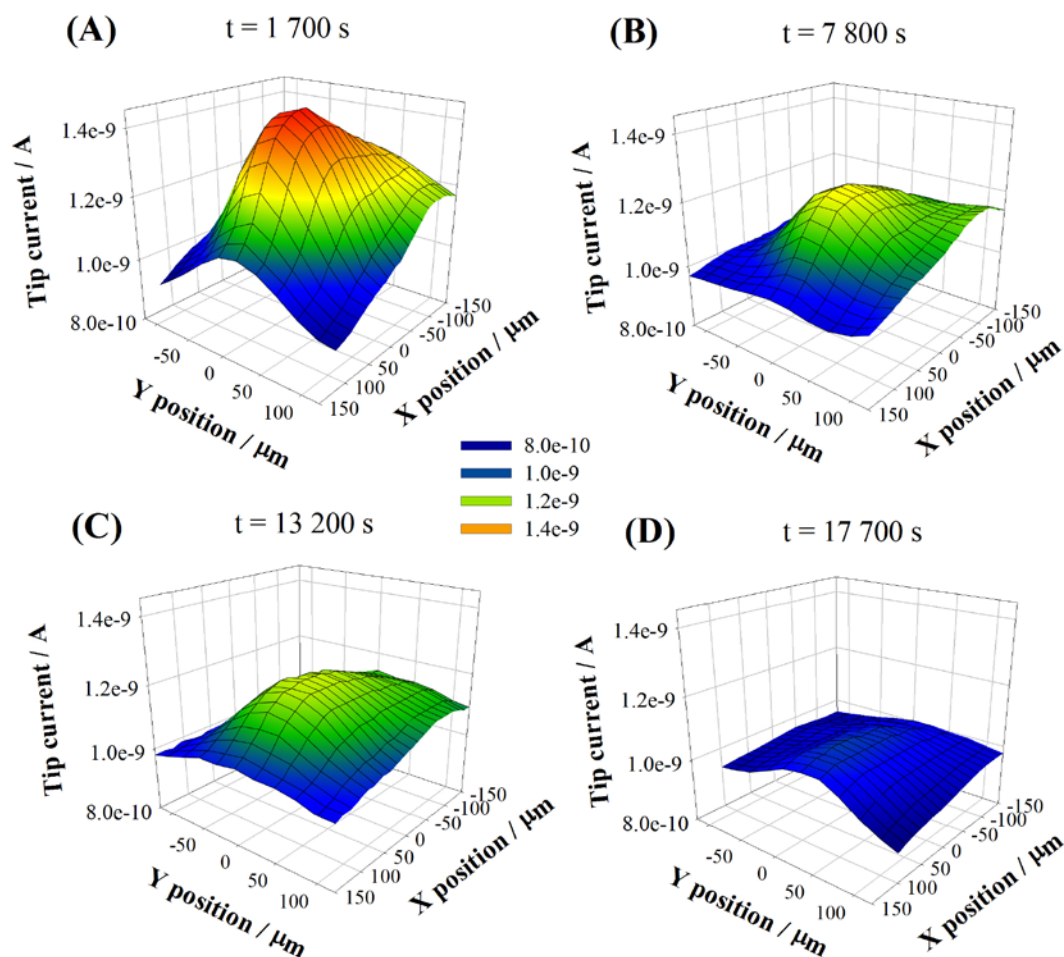 (A) t = 1 700 s
1.4e-9
1.2e-9
1.0e-9
8.0e-10
Tip current / A
-50
0
50
100
Y position / μm
150
100
50
0
-50
-100
-150
X position / μm
(B) t = 7 800 s
1.4e-9
1.2e-9
1.0e-9
8.0e-10
Tip current / A
-50
0
50
100
Y position / μm
150
100
50
0
-50
-100
-150
X position / μm
8.0e-10
1.0e-9
1.2e-9
1.4e-9
(C) t = 13 200 s
1.4e-9
1.2e-9
1.0e-9
8.0e-10
Tip current / A
-50
0
50
100
Y position / μm
150
100
50
0
-50
-100
-150
X position / μm
(D) t = 17 700 s
1.4e-9
1.2e-9
1.0e-9
8.0e-10
Tip current / A
-50
0
50
100
Y position / μm
150
100
50
0
-50
-100
-150
X position / μm